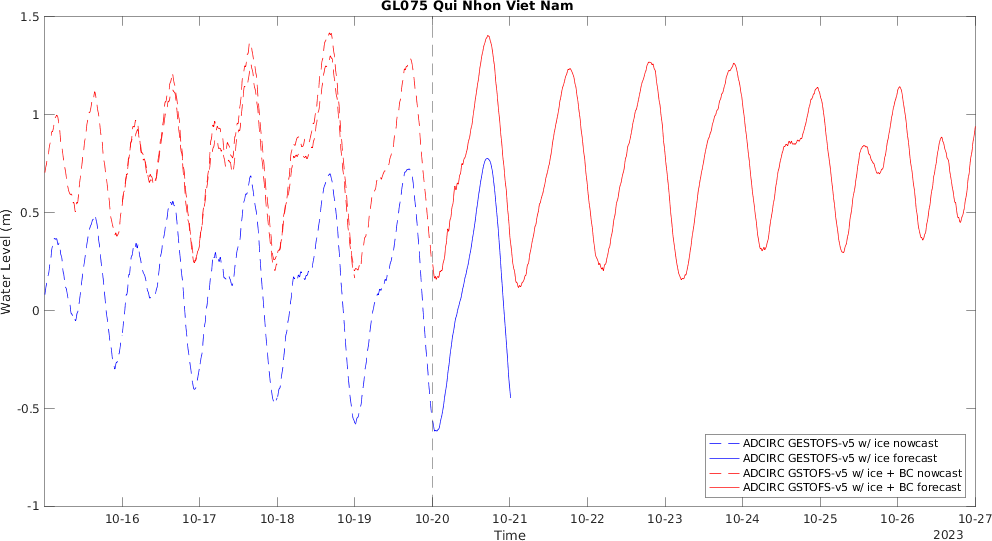 GL075 Qui Nhon Viet Nam
Water Level (m)
1.5
1
0.5
0
-0.5
-1
10-16 10-17 10-18 10-19 10-20 10-21 10-22 10-23 10-24 10-25 10-26 10-27
Time
2023
ADCIRC GESTOFS-v5 w/ ice nowcast
ADCIRC GESTOFS-v5 w/ ice forecast
ADCIRC GSTOFS-v5 w/ ice + BC nowcast
ADCIRC GSTOFS-v5 w/ ice + BC forecast